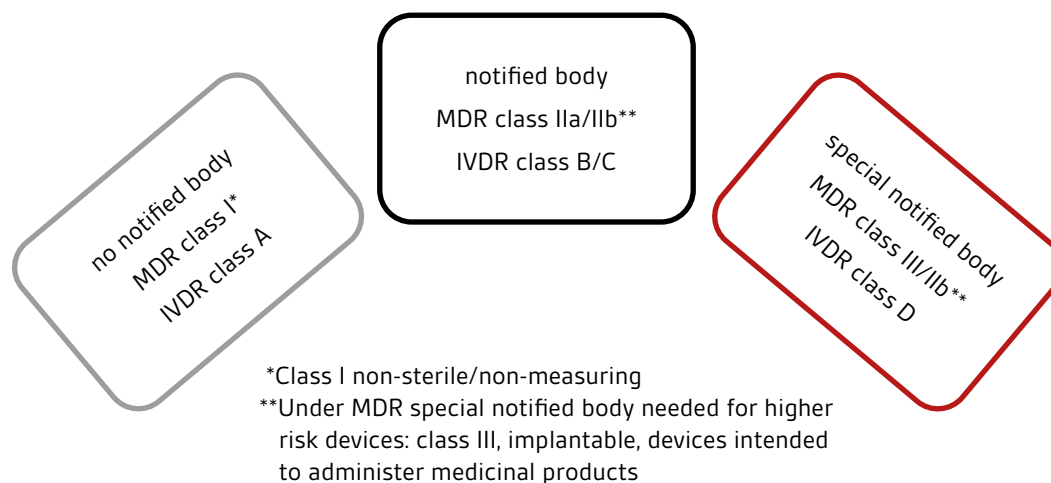 notified body
MDR class IIa/IIb**
IVDR class B/C
no notified body
MDR class I*
IVDR class A
special notified body
MDR class III/IIb**
IVDR class D
*Class I non-sterile/non-measuring
**Under MDR special notified body needed for higher
risk devices: class III, implantable, devices intended
to administer medicinal products